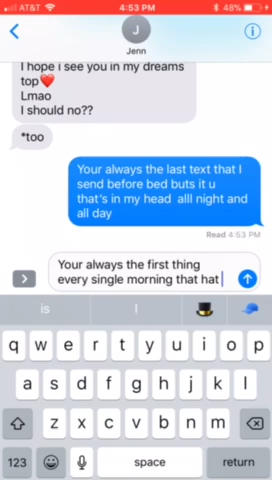 AT&T 4:53 PM 48%
J
Jenn
I hope i see you in my dreams
top❤️
Lmao
I should no??
*too
Your always the last text that I
send before bed buts it u
that's in my head alll night and
all day
Read 4:53 PM
Your always the first thing
every single morning that hat
is I 🎩 🧢
q w e r t y u i o p
a s d f g h j k l
z x c v b n m
123 space return